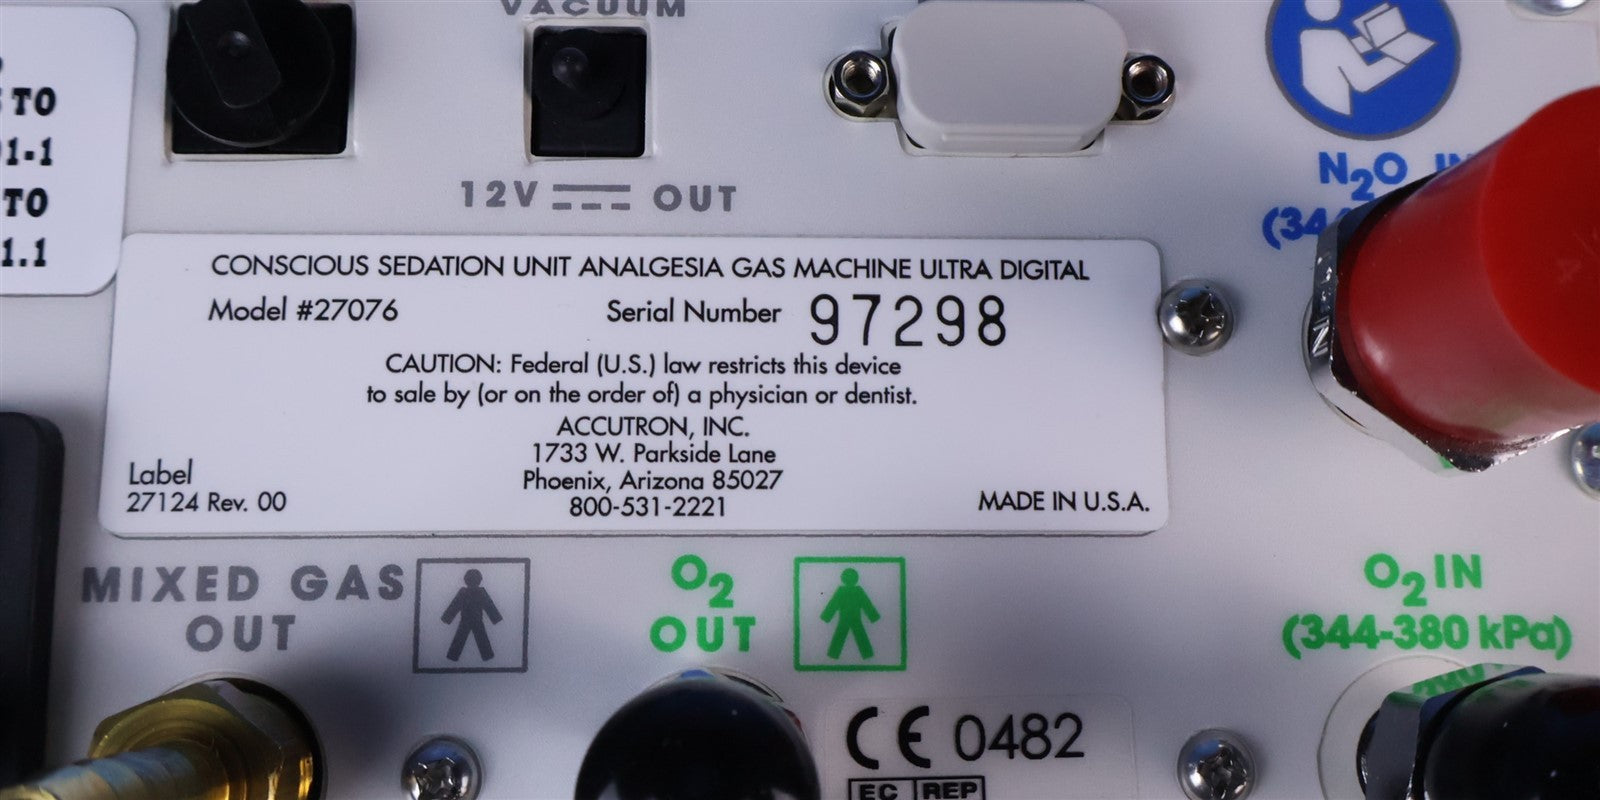 VACUUM
TO
1-1
TO
1.1
12V OUT
N2O IN
(34
CONSCIOUS SEDATION UNIT ANALGESIA GAS MACHINE ULTRA DIGITAL
Model #27076
Serial Number 97298
CAUTION: Federal (U.S.) law restricts this device
to sale by (or on the order of) a physician or dentist.
ACCUTRON, INC.
1733 W. Parkside Lane
Phoenix, Arizona 85027
800-531-2221
Label
27124 Rev. 00
MADE IN U.S.A.
MIXED GAS
OUT
O2
OUT
O2 IN
(344-380 kPa)
CE 0482
EC REP